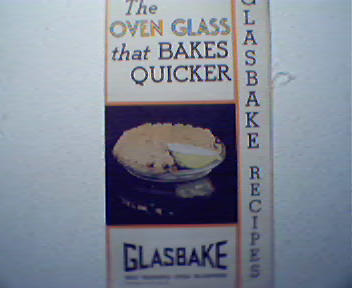 The
OVEN GLASS
that BAKES
QUICKER
GLASBAKE
GLASBAKE RECIPES